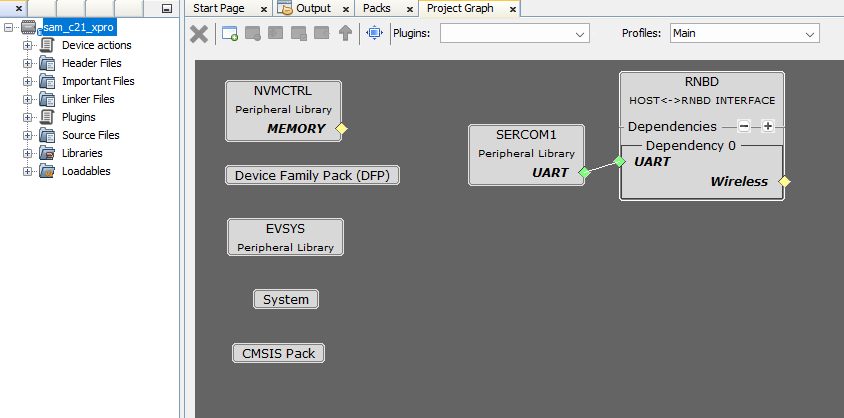 Start Page
Output
Packs
Project Graph
sam_c21_xpro
Device actions
Header Files
Important Files
Linker Files
Plugins
Source Files
Libraries
Loadables
Plugins:
Profiles:
Main
NVMCTRL
Peripheral Library
MEMORY
Device Family Pack (DFP)
EVSYS
Peripheral Library
System
CMSIS Pack
SERCOM1
Peripheral Library
UART
RNBD
HOST<->RNBD INTERFACE
Dependencies
Dependency 0
UART
Wireless